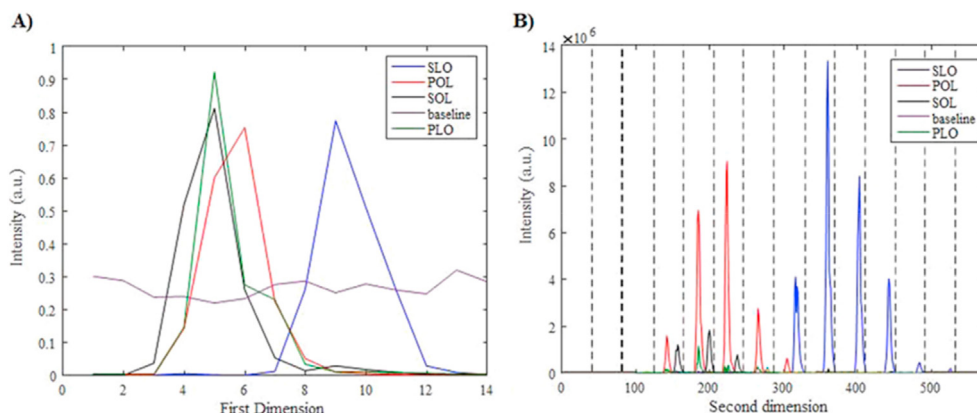 A)
1
0.9
0.8
0.7
0.6
0.5
0.4
0.3
0.2
0.1
0
Intensity (a.u.)
0 2 4 6 8 10 12 14
First Dimension
SLO
POL
SOL
baseline
PLO
B)
×10⁶
14
12
10
8
6
4
2
0
Intensity (a.u.)
0 100 200 300 400 500
Second dimension
SLO
POL
SOL
baseline
PLO